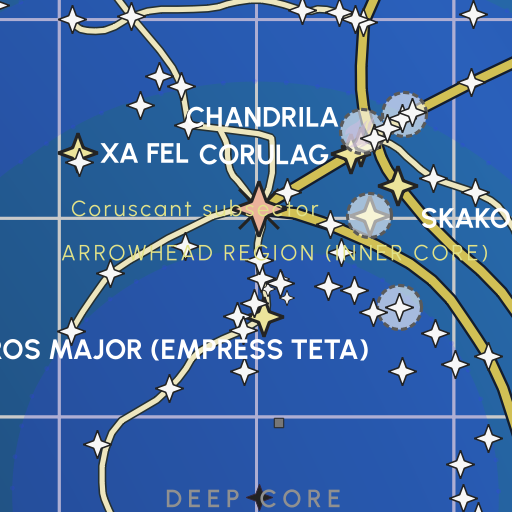 CHANDRILA
XA FEL
CORULAG
Coruscant subsector
SKAKO
ARROWHEAD REGION (INNER CORE)
ROS MAJOR (EMPRESS TETA)
DEEP CORE